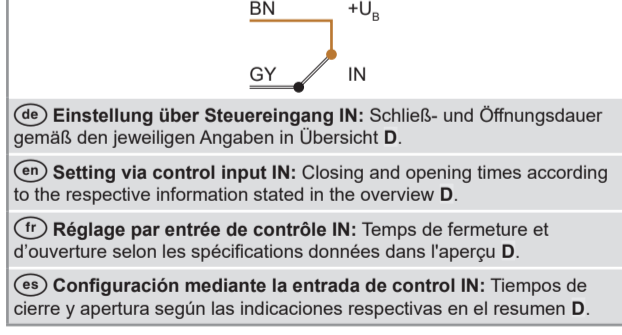 BN +U_B
GY IN
de Einstellung über Steuereingang IN: Schließ- und Öffnungsdauer
gemäß den jeweiligen Angaben in Übersicht D.
en Setting via control input IN: Closing and opening times according
to the respective information stated in the overview D.
fr Réglage par entrée de contrôle IN: Temps de fermeture et
d’ouverture selon les spécifications données dans l'aperçu D.
es Configuración mediante la entrada de control IN: Tiempos de
cierre y apertura según las indicaciones respectivas en el resumen D.